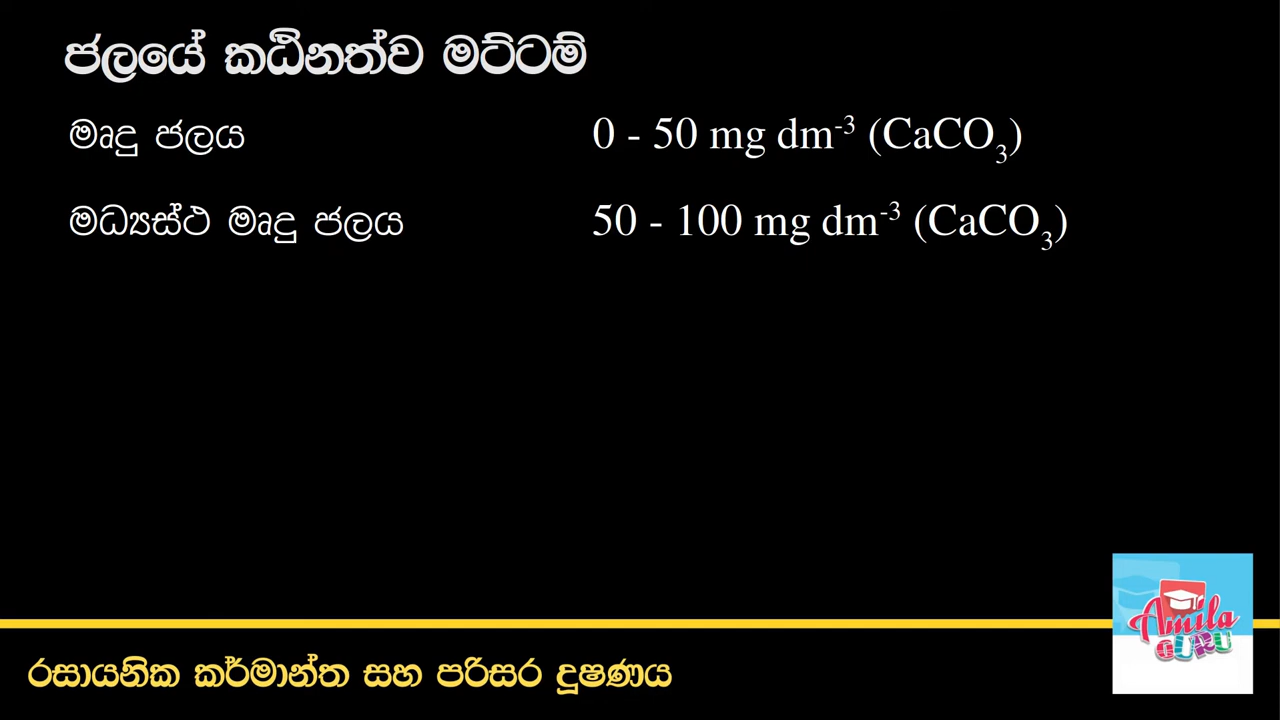 ජලයේ කඨිනත්ව මට්ටම්
මෘදු ජලය 0 - 50 mg dm⁻³ (CaCO₃)
මධ්‍යස්ථ මෘදු ජලය 50 - 100 mg dm⁻³ (CaCO₃)
Amila
GURU
රසායනික කර්මාන්ත සහ පරිසර දූෂණය